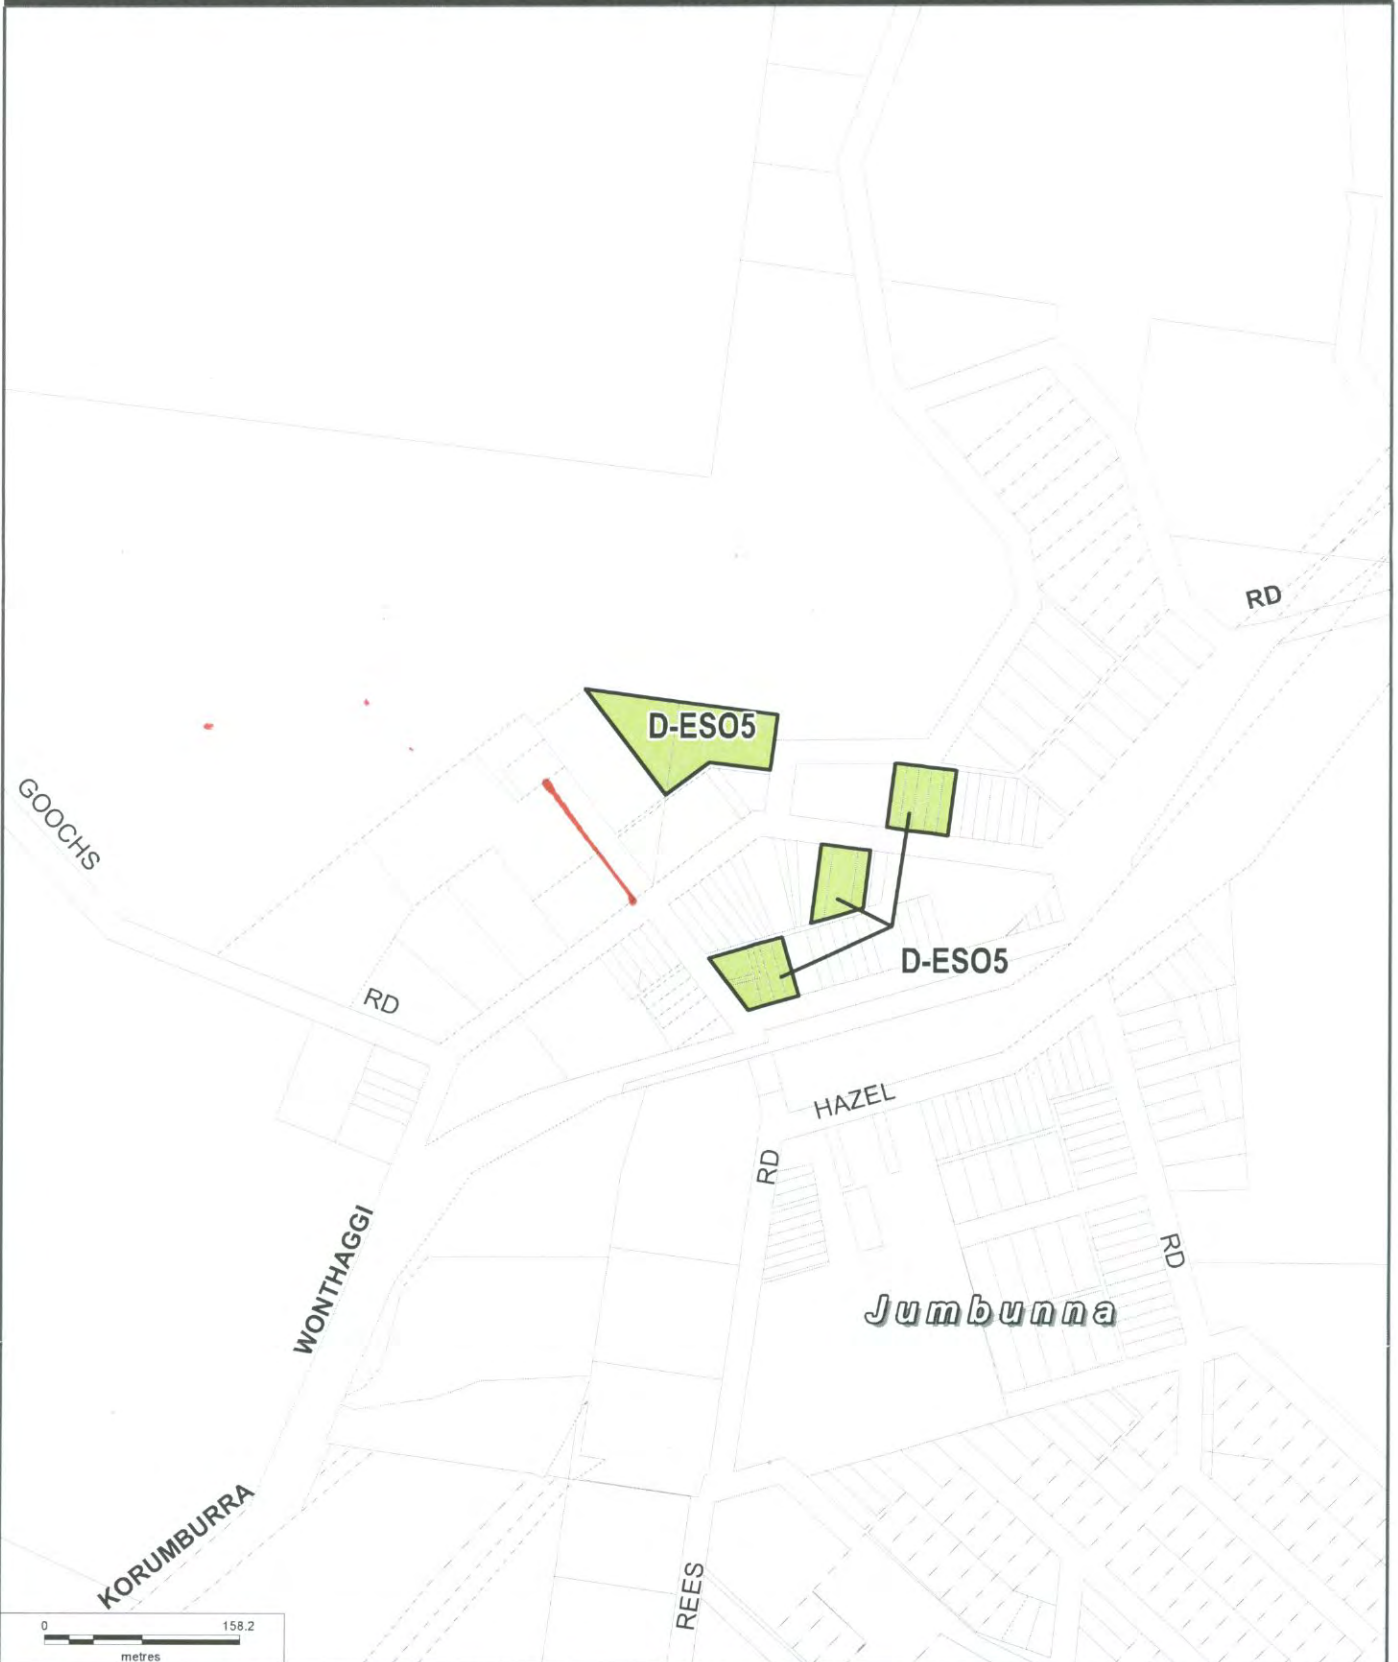 RD
D-ESO5
GOOCHS
D-ESO5
RD
HAZEL
RD
RD
WONTHAGGI
Jumbunna
KORUMBURRA
REES
0 158.2
metres